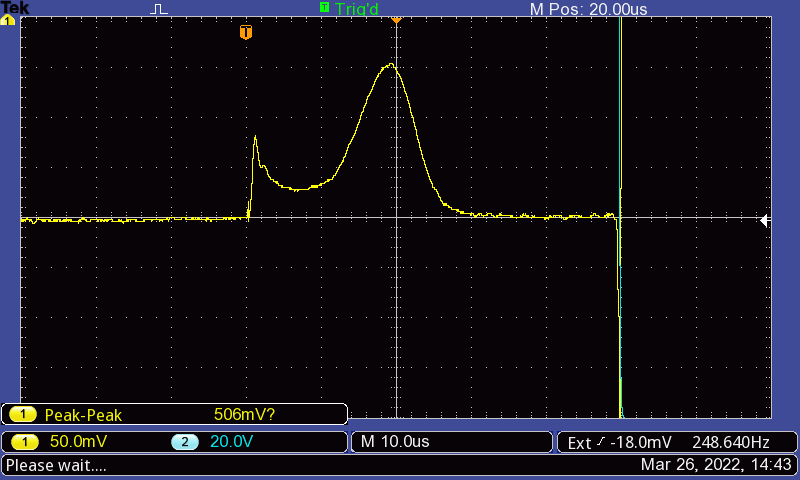 Tek T Trig'd M Pos: 20.00us
1
T
1 Peak-Peak 506mV?
1 50.0mV 2 20.0V M 10.0us Ext -18.0mV 248.640Hz
Please wait.... Mar 26, 2022, 14:43